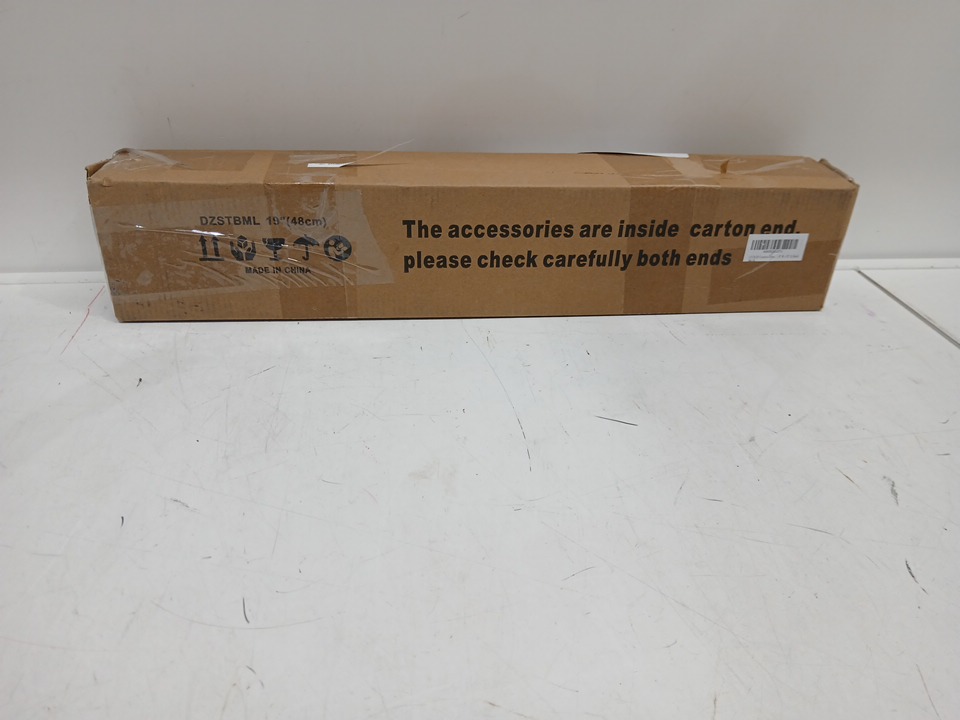 DZSTBML 19"(48cm)
MADE IN CHINA
The accessories are inside carton end.
please check carefully both ends